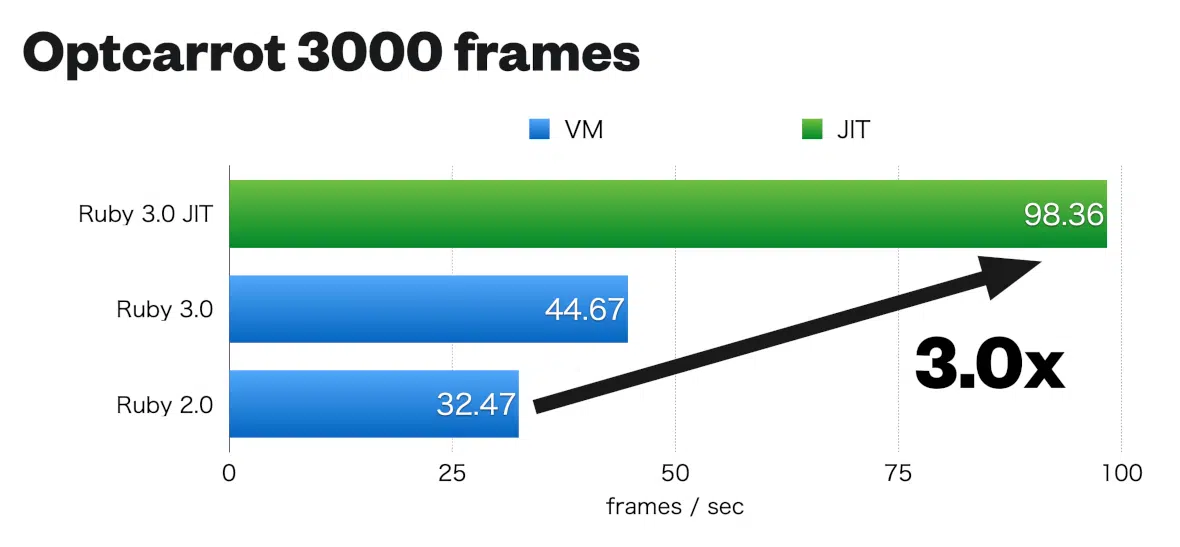 Optcarrot 3000 frames
VM JIT
Ruby 3.0 JIT 98.36
Ruby 3.0 44.67
3.0x
Ruby 2.0 32.47
0 25 50 75 100
frames / sec